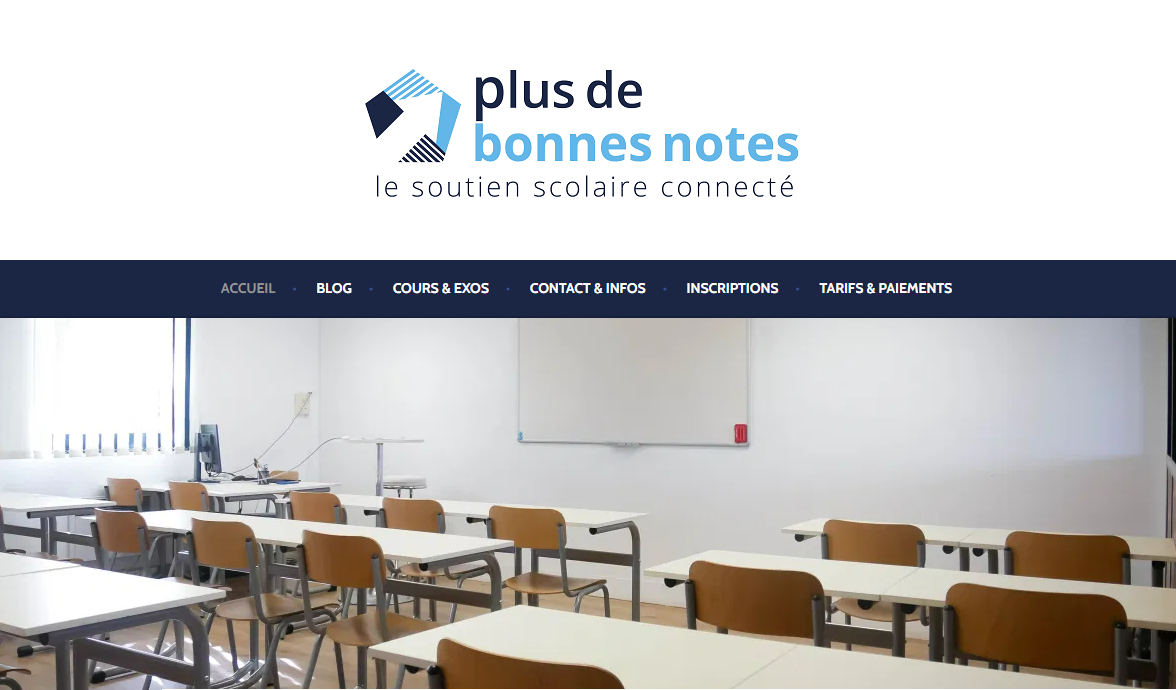 plus de
bonnes notes
le soutien scolaire connecté
ACCUEIL • BLOG • COURS & EXOS • CONTACT & INFOS • INSCRIPTIONS • TARIFS & PAIEMENTS